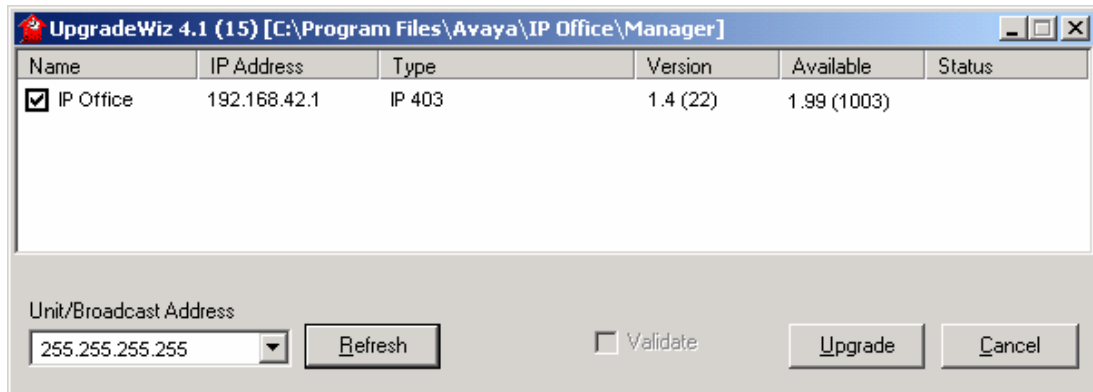 UpgradeWiz 4.1 (15) [C:\Program Files\Avaya\IP Office\Manager]
Name IP Address Type Version Available Status
IP Office 192.168.42.1 IP 403 1.4 (22) 1.99 (1003)
Unit/Broadcast Address
255.255.255.255 Refresh Validate Upgrade Cancel